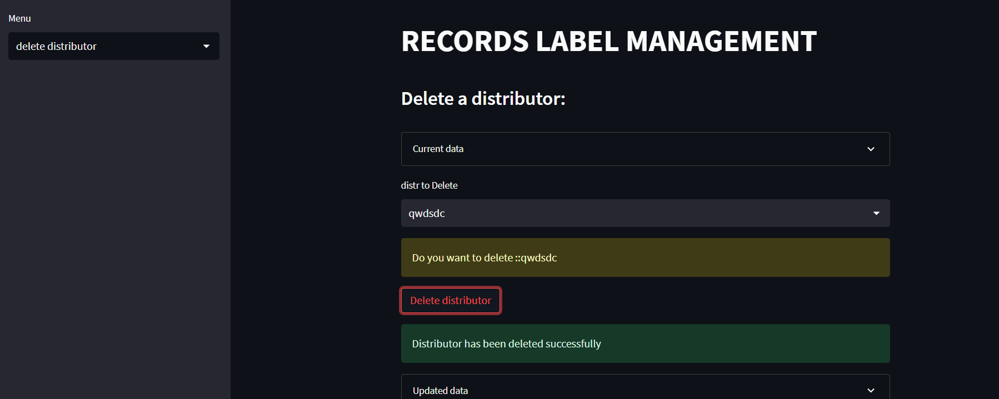 Menu
delete distributor
RECORDS LABEL MANAGEMENT
Delete a distributor:
Current data
distr to Delete
qwdsdc
Do you want to delete ::qwdsdc
Delete distributor
Distributor has been deleted successfully
Updated data